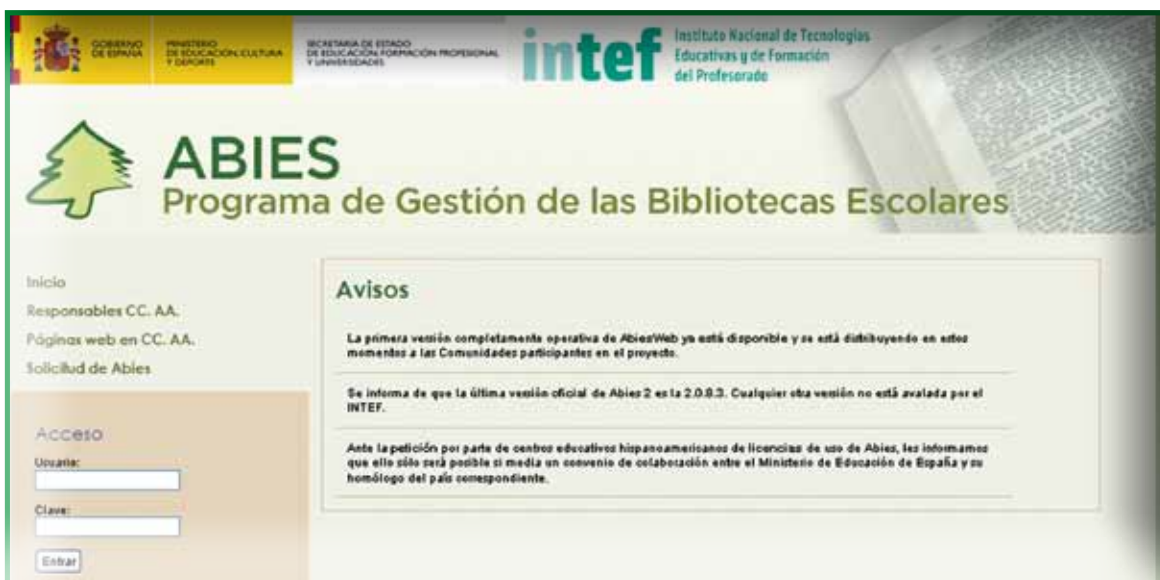 GOBIERNO
DE ESPAÑA
MINISTERIO
DE EDUCACIÓN, CULTURA
Y DEPORTE
SECRETARÍA DE ESTADO
DE EDUCACIÓN, FORMACIÓN PROFESIONAL
Y UNIVERSIDADES
intef
Instituto Nacional de Tecnologías
Educativas y de Formación
del Profesorado
ABIES
Programa de Gestión de las Bibliotecas Escolares
Inicio
Responsables CC. AA.
Páginas web en CC. AA.
Solicitud de Abies
Acceso
Usuario:
Clave:
Entrar
Avisos
La primera versión completamente operativa de AbiesWeb ya está disponible y se está distribuyendo en estos
momentos a las Comunidades participantes en el proyecto.
Se informa de que la última versión oficial de Abies 2 es la 2.0.8.3. Cualquier otra versión no está avalada por el
INTEF.
Ante la petición por parte de centros educativos hispanoamericanos de licencias de uso de Abies, les informamos
que ello sólo será posible si media un convenio de colaboración entre el Ministerio de Educación de España y su
homólogo del país correspondiente.